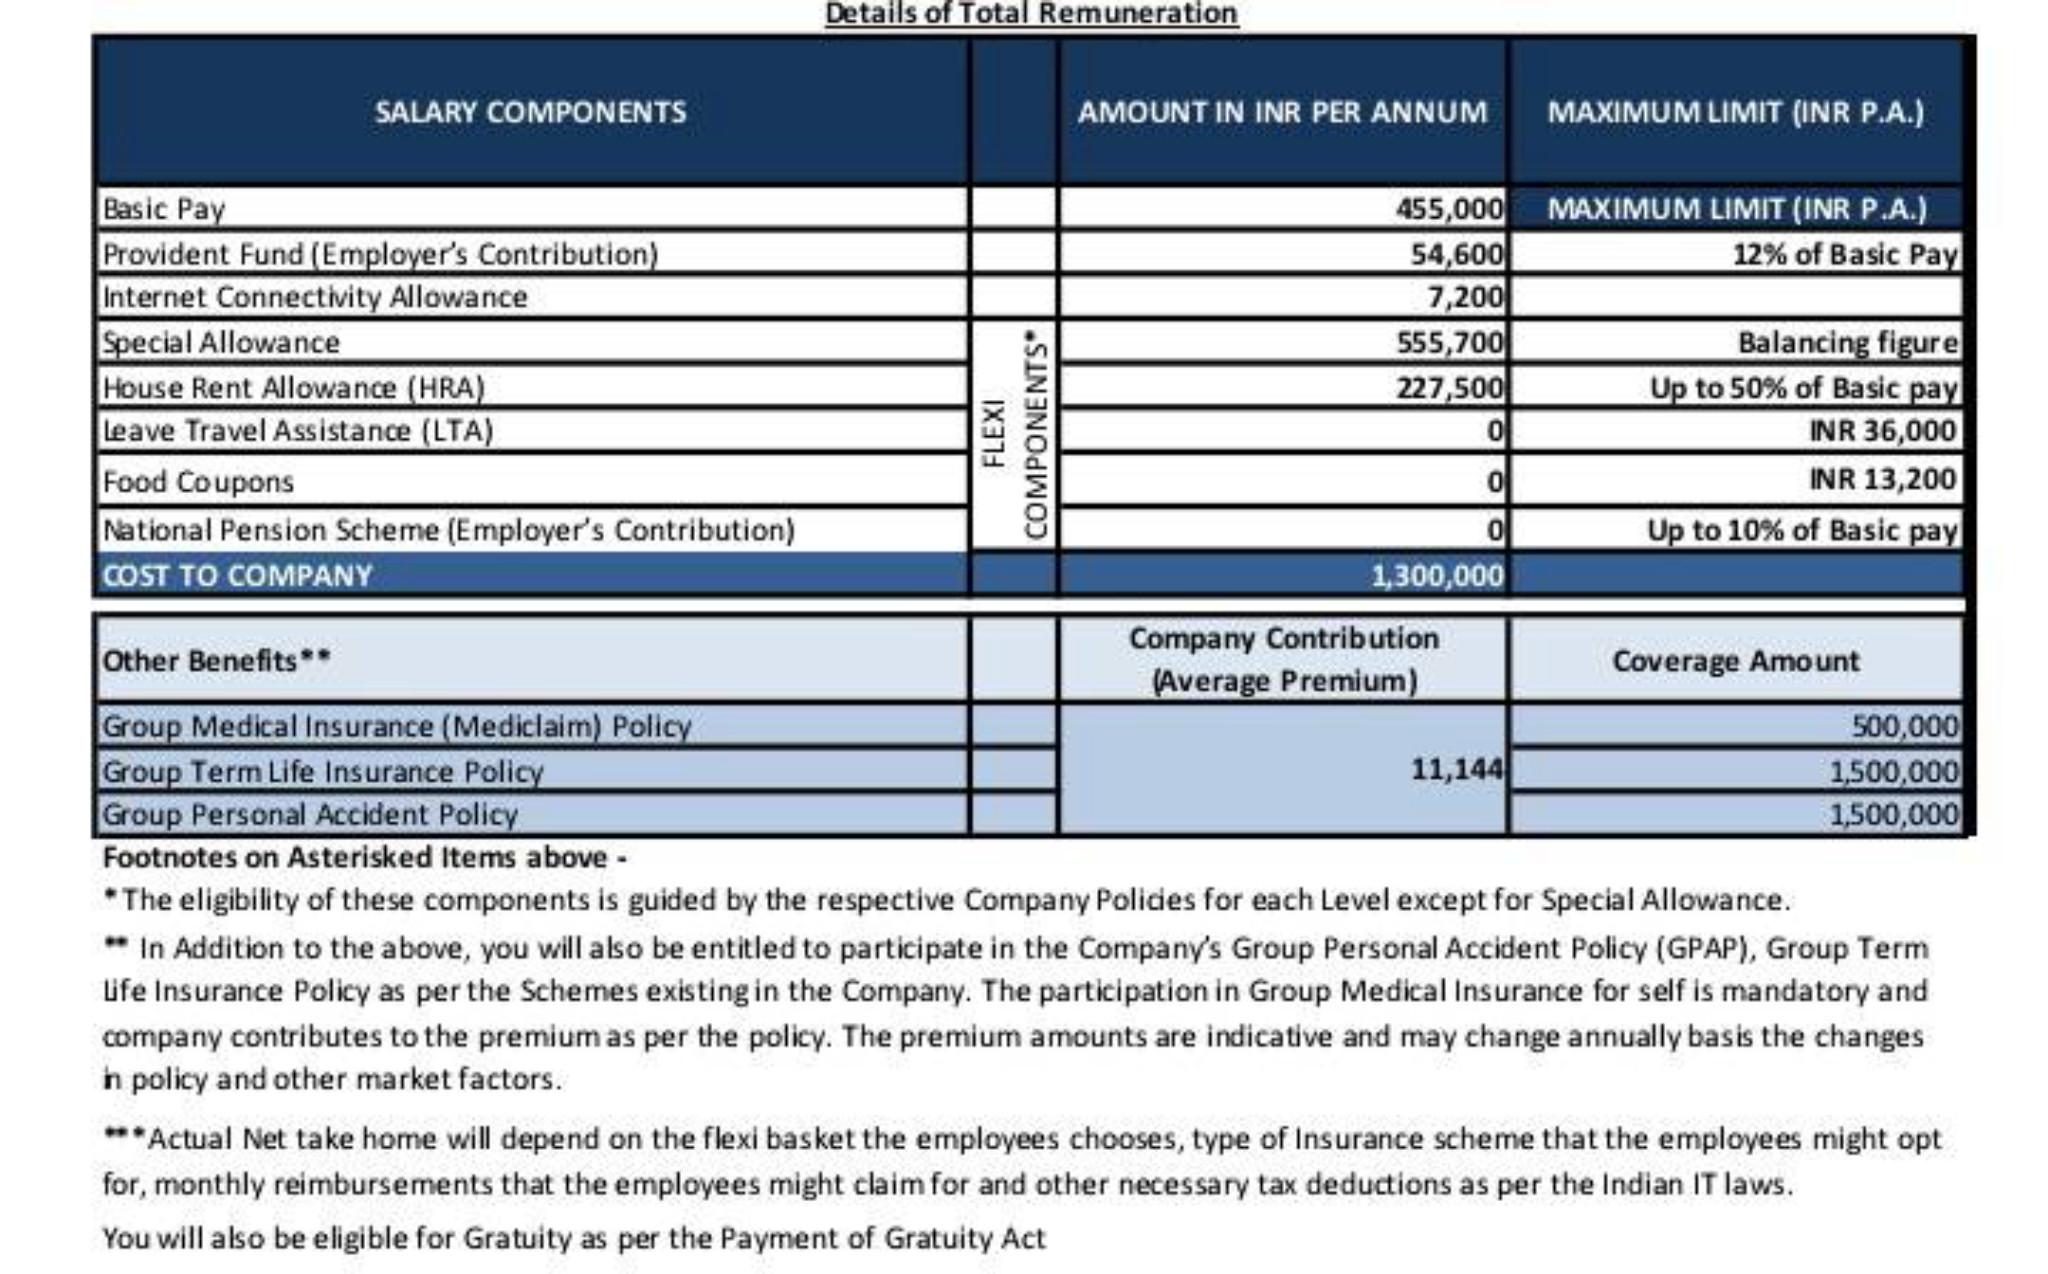 Details of Total Remuneration
SALARY COMPONENTS AMOUNT IN INR PER ANNUM MAXIMUM LIMIT (INR P.A.)
Basic Pay 455,000 MAXIMUM LIMIT (INR P.A.)
Provident Fund (Employer’s Contribution) 54,600 12% of Basic Pay
Internet Connectivity Allowance 7,200
FLEXI
COMPONENTS*
Special Allowance 555,700 Balancing figure
House Rent Allowance (HRA) 227,500 Up to 50% of Basic pay
Leave Travel Assistance (LTA) 0 INR 36,000
Food Coupons 0 INR 13,200
National Pension Scheme (Employer’s Contribution) 0 Up to 10% of Basic pay
COST TO COMPANY 1,300,000
Other Benefits** Company Contribution
(Average Premium) Coverage Amount
Group Medical Insurance (Mediclaim) Policy 500,000
Group Term Life Insurance Policy 11,144 1,500,000
Group Personal Accident Policy 1,500,000
Footnotes on Asterisked Items above -
*The eligibility of these components is guided by the respective Company Policies for each Level except for Special Allowance.
** In Addition to the above, you will also be entitled to participate in the Company’s Group Personal Accident Policy (GPAP), Group Term
Life Insurance Policy as per the Schemes existing in the Company. The participation in Group Medical Insurance for self is mandatory and
company contributes to the premium as per the policy. The premium amounts are indicative and may change annually basis the changes
in policy and other market factors.
***Actual Net take home will depend on the flexi basket the employees chooses, type of Insurance scheme that the employees might opt
for, monthly reimbursements that the employees might claim for and other necessary tax deductions as per the Indian IT laws.
You will also be eligible for Gratuity as per the Payment of Gratuity Act